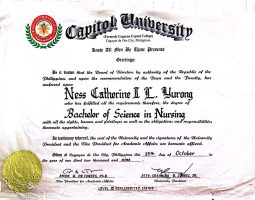 Capitol University
(Formerly Cagayan Capitol College)
Cagayan de Oro City, Philippines
Know All Men By These Presents
Greetings:
Be it known that the Board of Directors by authority of the Republic of the
Philippines and upon the recommendation of the Dean and the Faculty,
has conferred upon
Ness Catherine I L. Yurong
who has fulfilled all the requirements therefore, the degree of
Bachelor of Science in Nursing
with all the rights, honors and privileges as well as the obligations and responsibilities
thereunto appertaining.
In testimony whereof, the seal of the University and the signatures of the University
President and the Vice President for Academic Affairs are hereunto affixed.
Given at Cagayan de Oro City, Philippines this 25th day of October in
the year of our Lord two thousand and nine
Vice President for Academic Affairs
University President